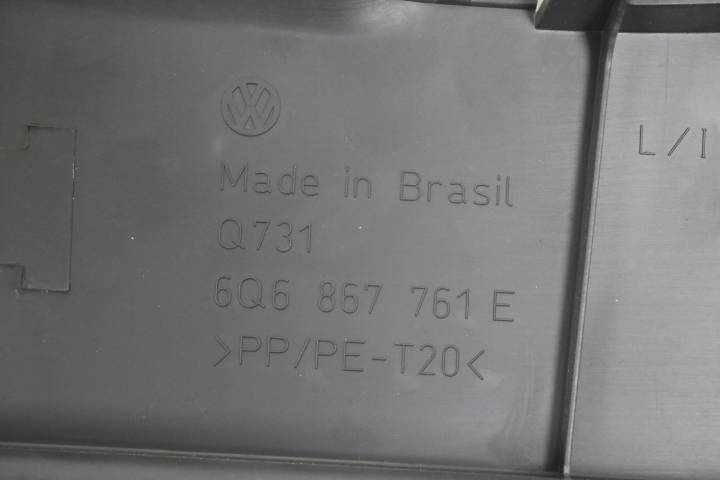 Made in Brasil
Q731
6Q6 867 761 E
>PP/PE-T20<
L/I